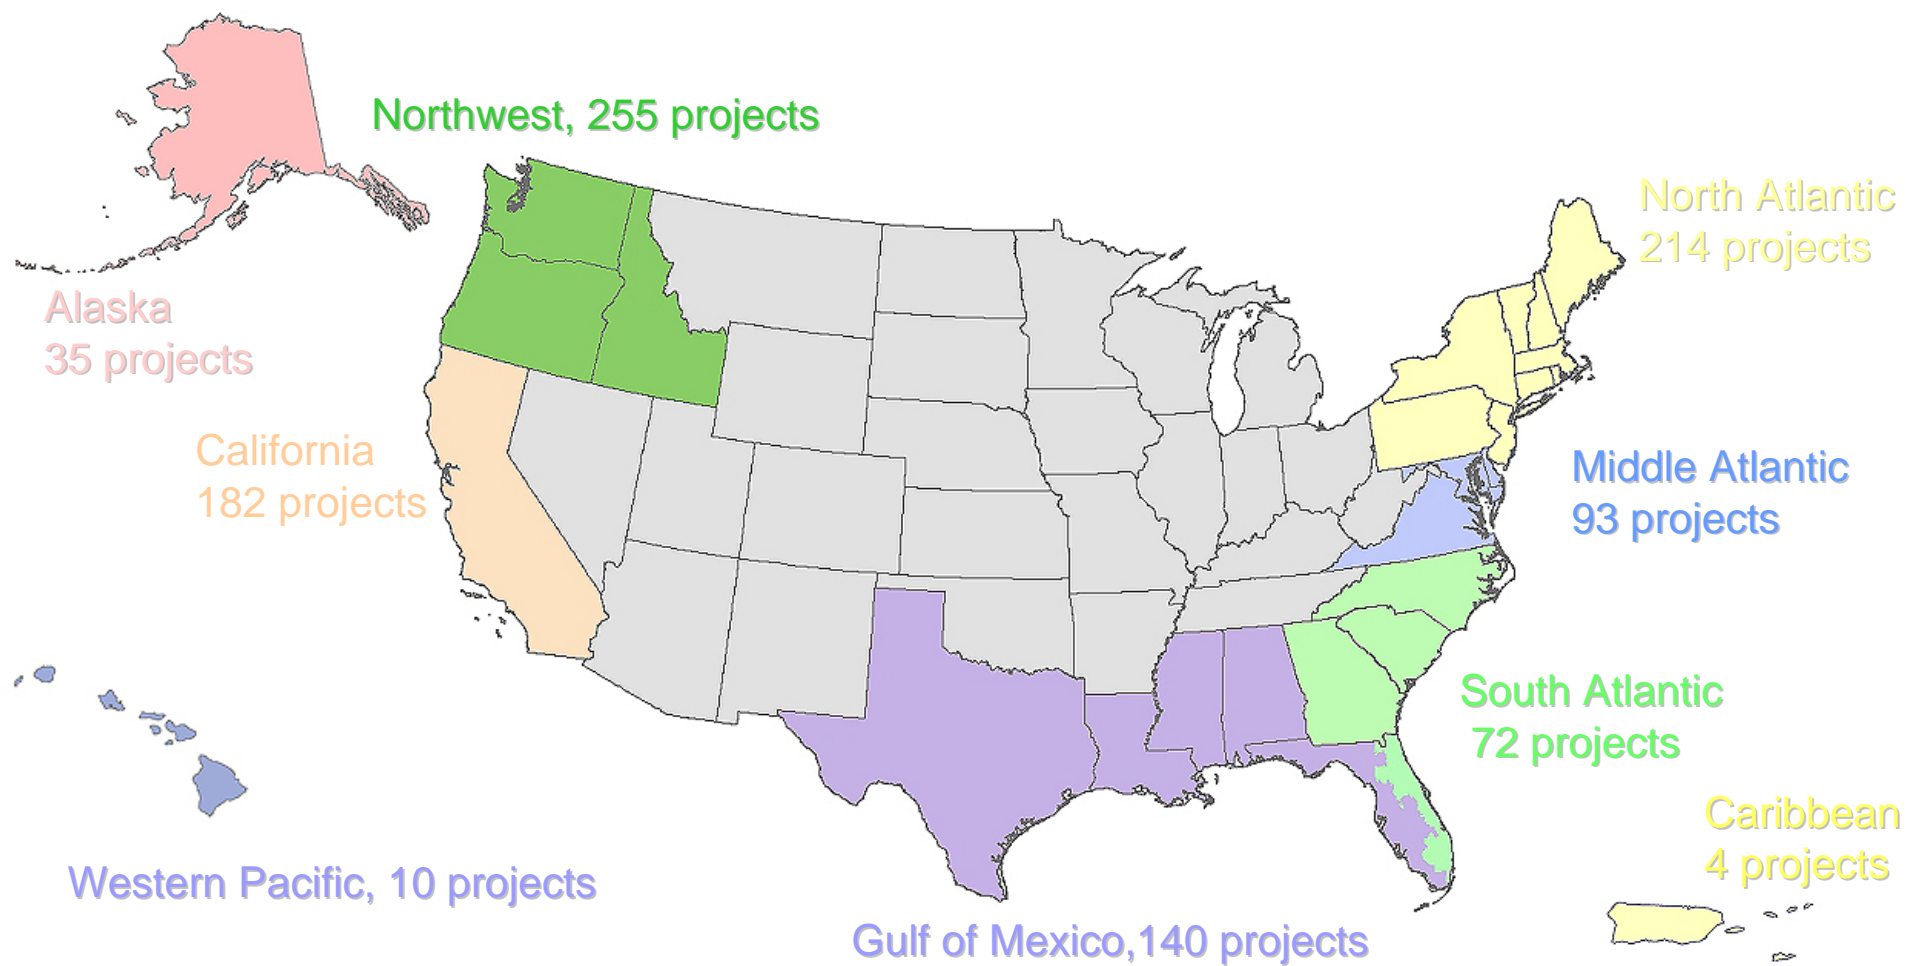 Northwest, 255 projects
North Atlantic
214 projects
Alaska
35 projects
California
182 projects
Middle Atlantic
93 projects
South Atlantic
72 projects
Caribbean
4 projects
Western Pacific, 10 projects
Gulf of Mexico,140 projects